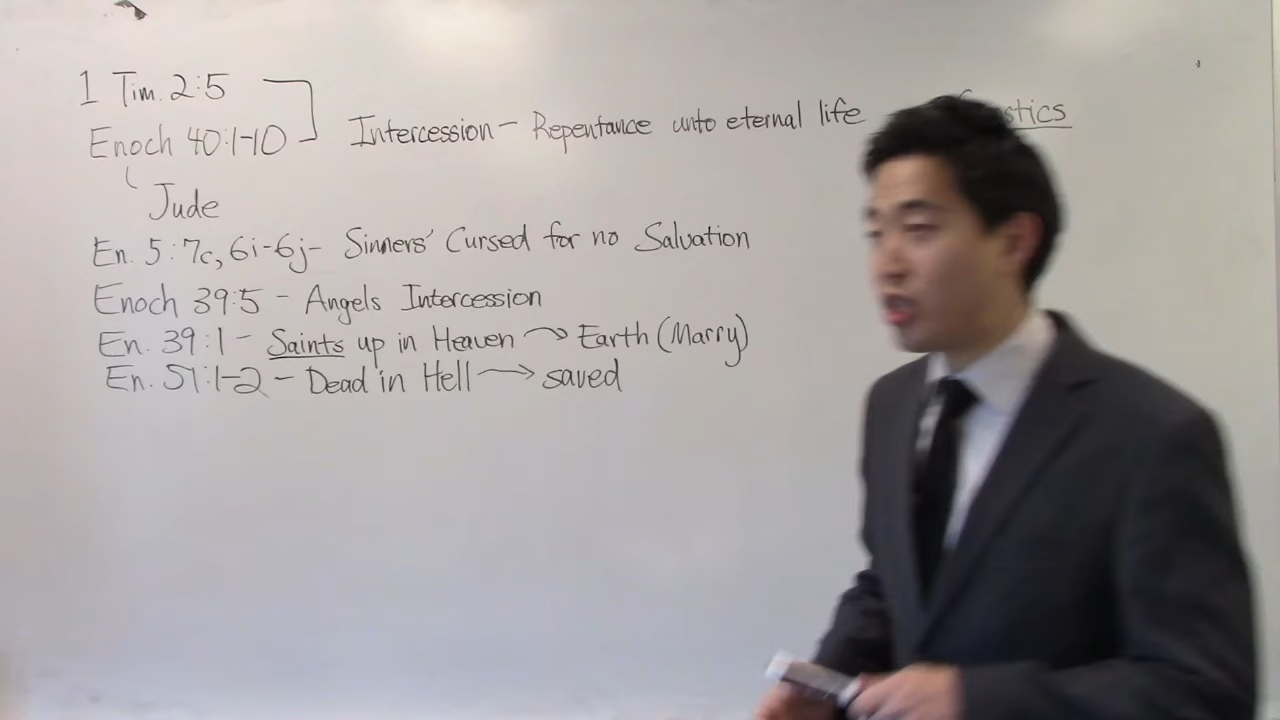 1 Tim. 2:5
Enoch 40:1-10
Intercession - Repentance unto eternal life
Jude
En. 5:7c, 6i-6j- Sinners' Cursed for no Salvation
Enoch 39:5 - Angels Intercession
En. 39:1 - Saints up in Heaven → Earth (Marry)
En. 51:1-2 - Dead in Hell → saved